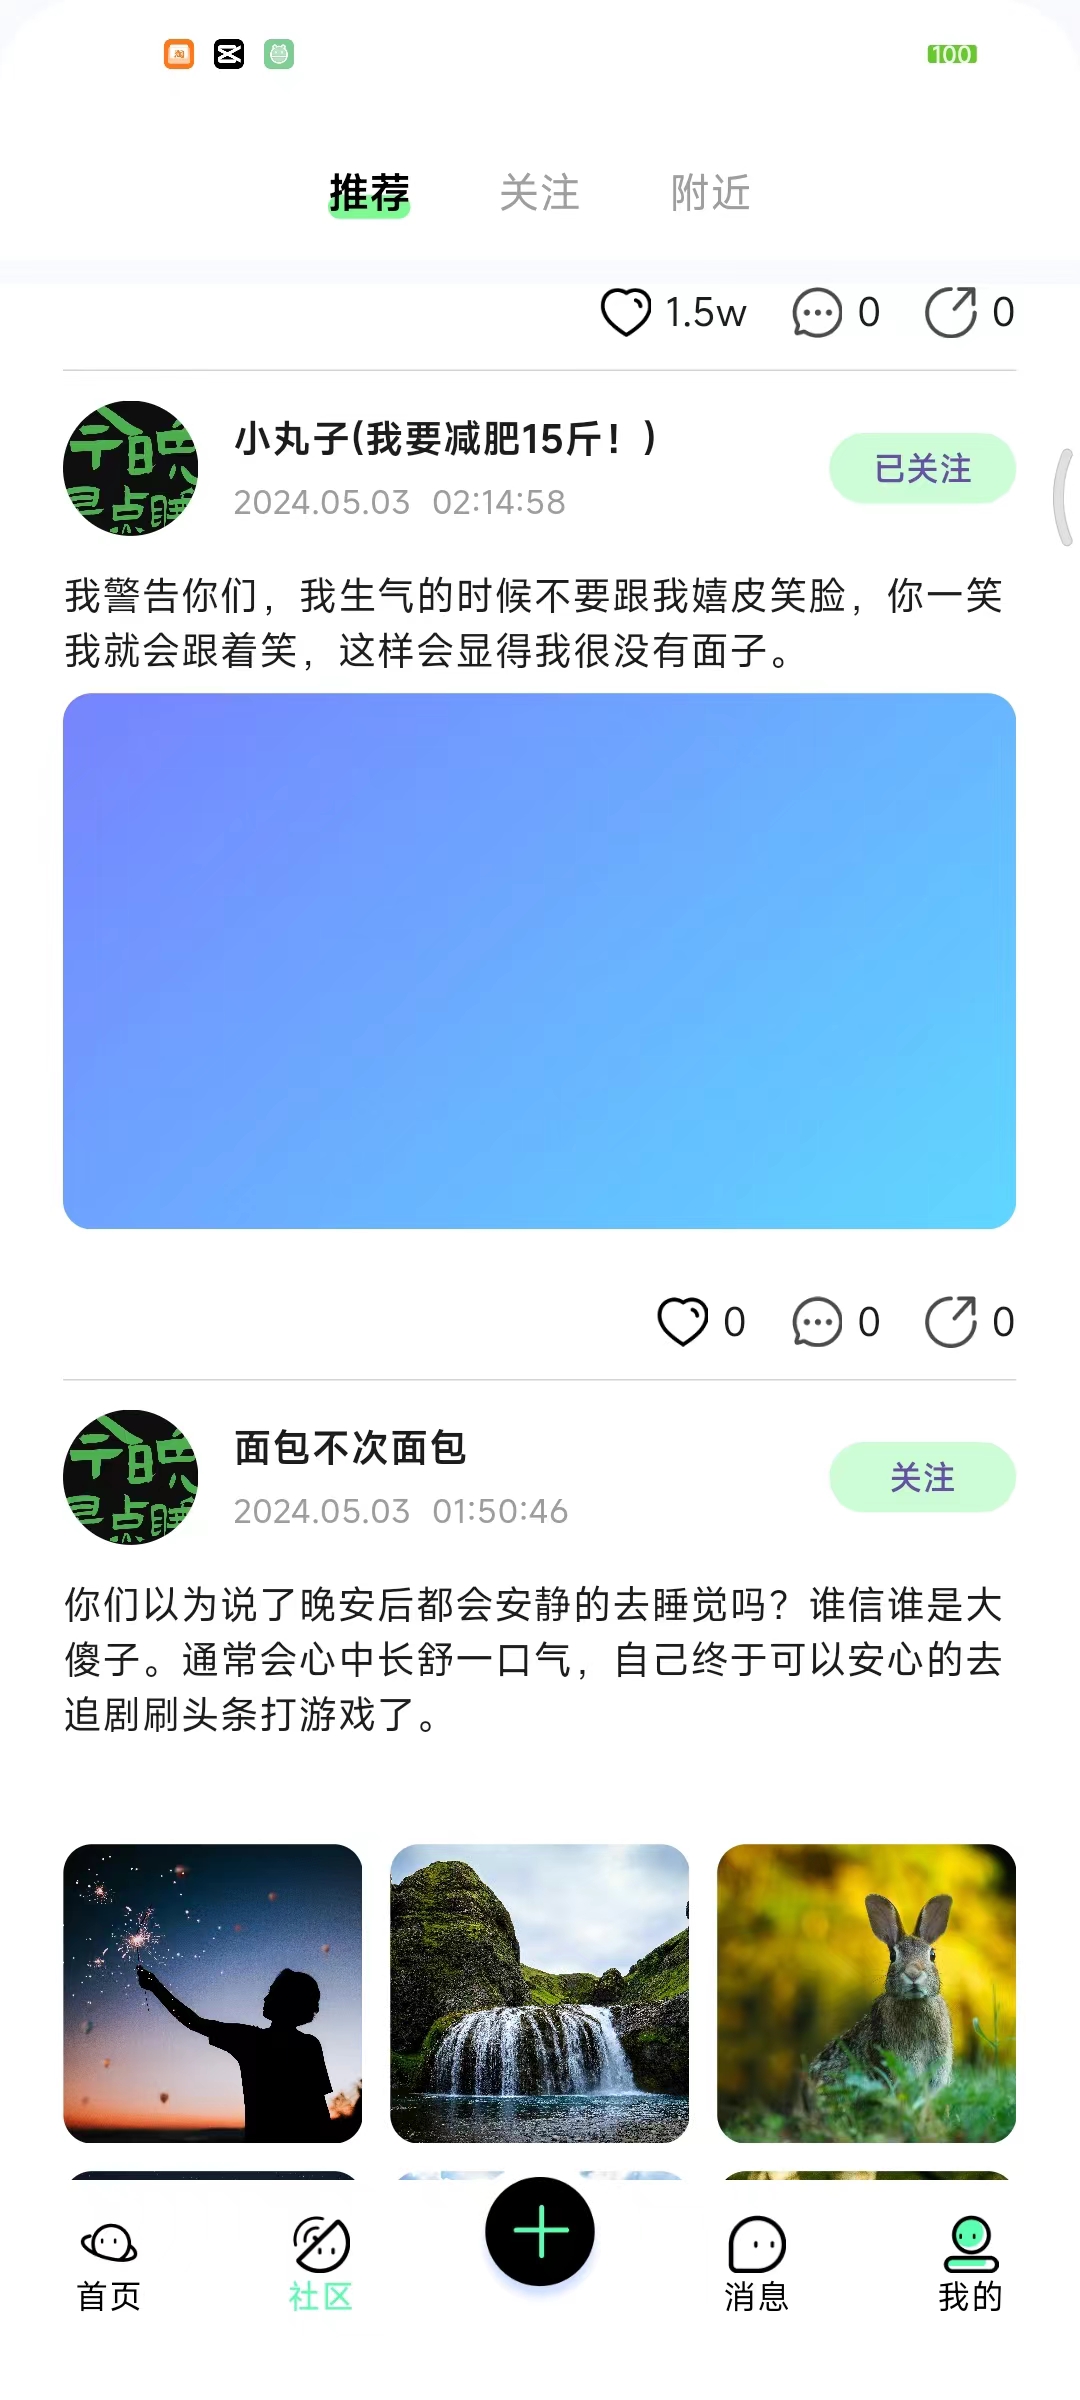 100
推荐 关注 附近
1.5w 0 0
小丸子(我要减肥15斤！)
2024.05.03 02:14:58
已关注
我警告你们，我生气的时候不要跟我嬉皮笑脸，你一笑
我就会跟着笑，这样会显得我很没有面子。
0 0 0
面包不次面包
2024.05.03 01:50:46
关注
你们以为说了晚安后都会安静的去睡觉吗？谁信谁是大
傻子。通常会心中长舒一口气，自己终于可以安心的去
追剧刷头条打游戏了。
首页 社区 消息 我的